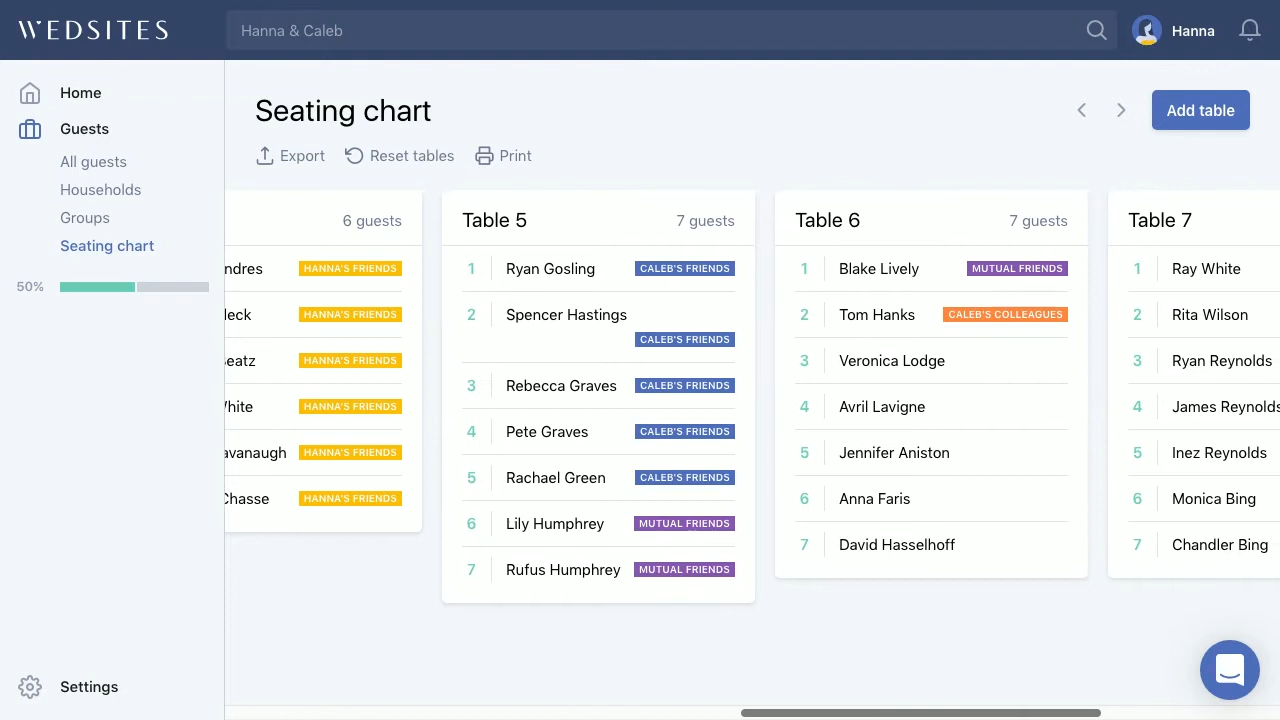 WEDSITES
Hanna & Caleb
Hanna
Home
Guests
All guests
Households
Groups
Seating chart
50%
Settings
Seating chart
Add table
Export
Reset tables
Print
6 guests
HANNA'S FRIENDS
HANNA'S FRIENDS
HANNA'S FRIENDS
HANNA'S FRIENDS
HANNA'S FRIENDS
Chasse HANNA'S FRIENDS
Table 5 7 guests
1 Ryan Gosling CALEB'S FRIENDS
2 Spencer Hastings
CALEB'S FRIENDS
3 Rebecca Graves CALEB'S FRIENDS
4 Pete Graves CALEB'S FRIENDS
5 Rachael Green CALEB'S FRIENDS
6 Lily Humphrey MUTUAL FRIENDS
7 Rufus Humphrey MUTUAL FRIENDS
Table 6 7 guests
1 Blake Lively MUTUAL FRIENDS
2 Tom Hanks CALEB'S COLLEAGUES
3 Veronica Lodge
4 Avril Lavigne
5 Jennifer Aniston
6 Anna Faris
7 David Hasselhoff
Table 7
1 Ray White
2 Rita Wilson
3 Ryan Reynolds
4 James Reynolds
5 Inez Reynolds
6 Monica Bing
7 Chandler Bing